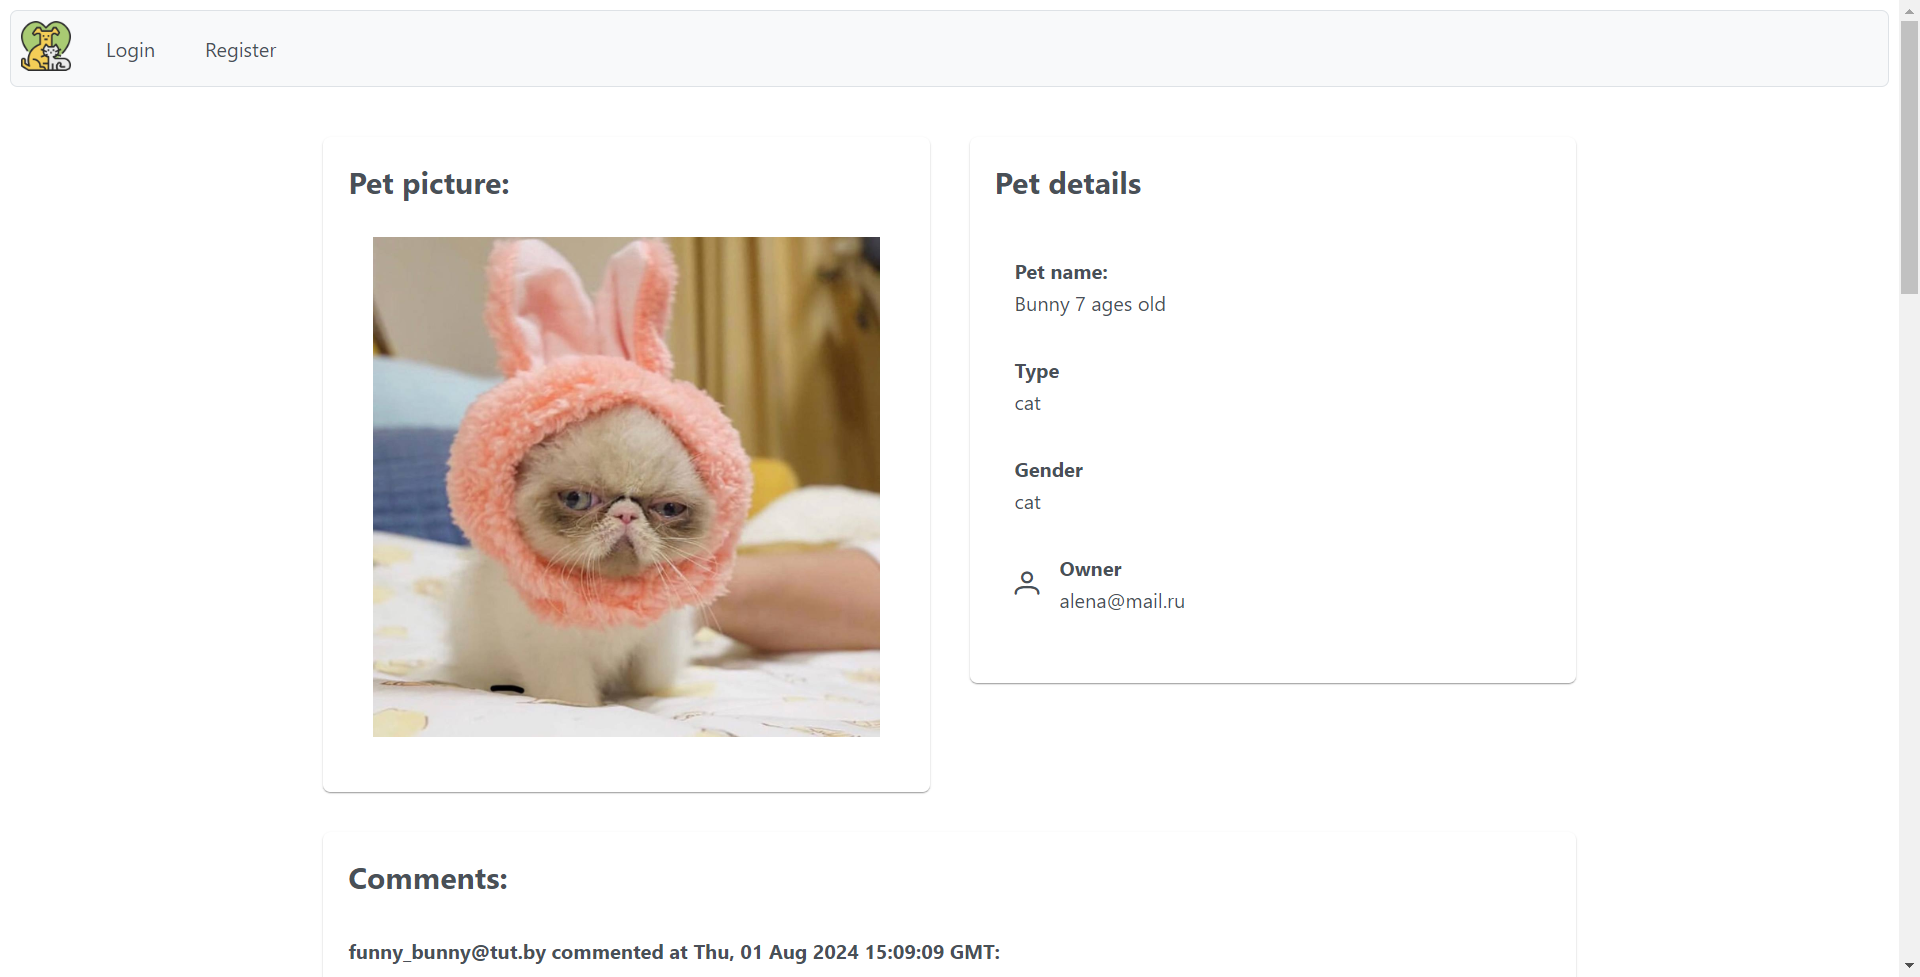 Login
Register
Pet picture:
Pet details
Pet name:
Bunny 7 ages old
Type
cat
Gender
cat
Owner
alena@mail.ru
Comments:
funny_bunny@tut.by commented at Thu, 01 Aug 2024 15:09:09 GMT: